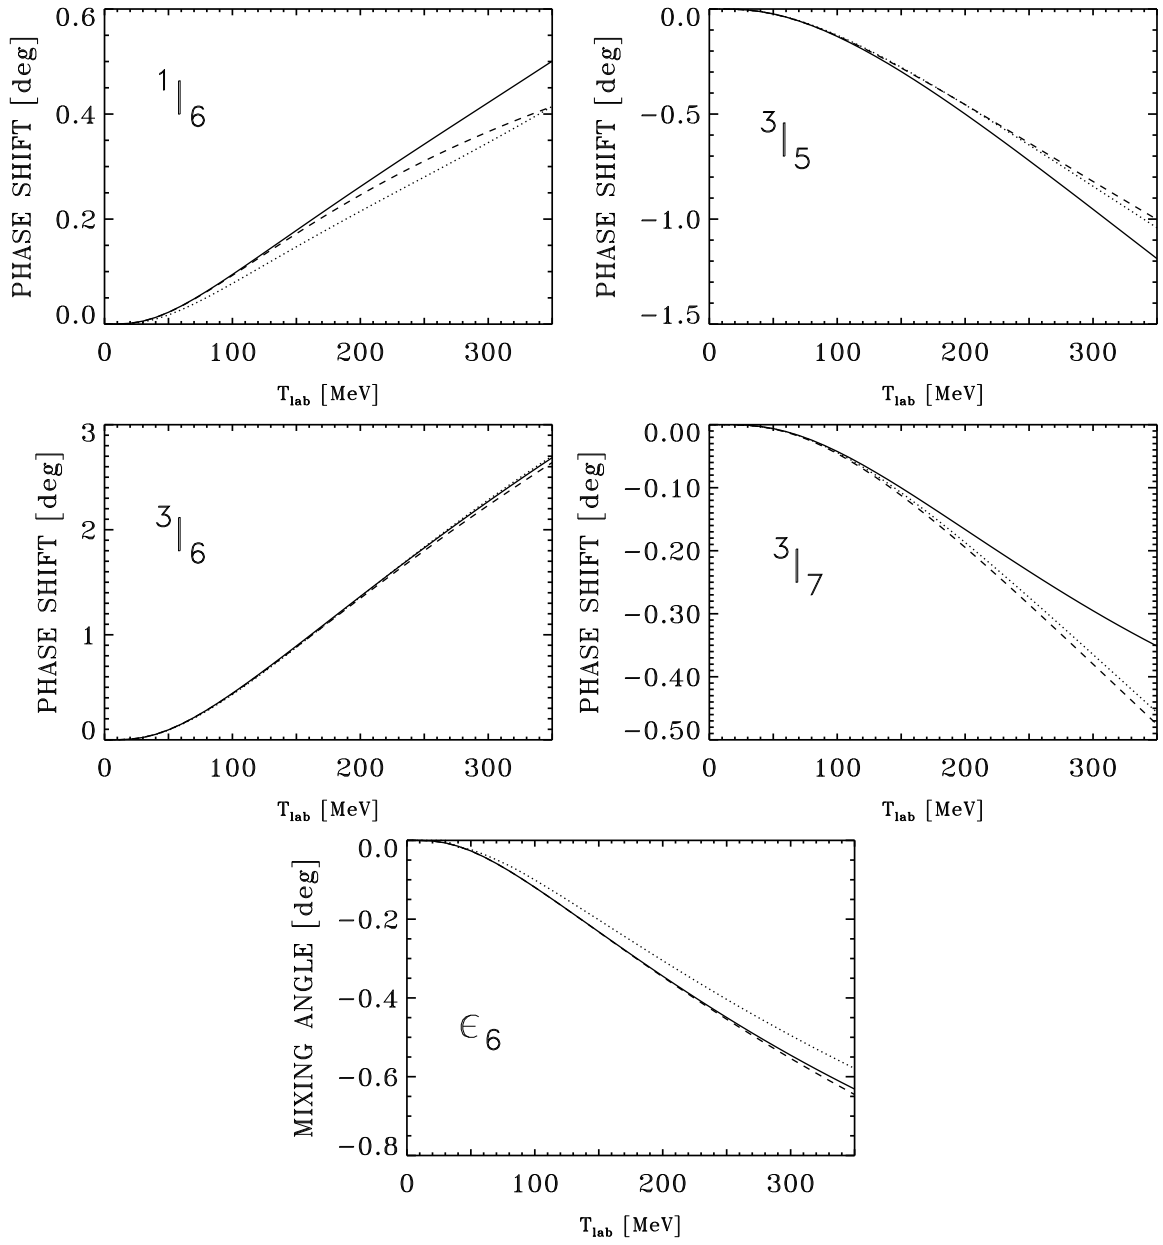 PHASE SHIFT [deg]
0.6
0.4
0.2
0.0
1I6
0 100 200 300
Tlab [MeV]
PHASE SHIFT [deg]
0.0
−0.5
−1.0
−1.5
3I5
0 100 200 300
Tlab [MeV]
PHASE SHIFT [deg]
3
2
1
0
3I6
0 100 200 300
Tlab [MeV]
PHASE SHIFT [deg]
0.00
−0.10
−0.20
−0.30
−0.40
−0.50
3I7
0 100 200 300
Tlab [MeV]
MIXING ANGLE [deg]
0.0
−0.2
−0.4
−0.6
−0.8
ϵ6
0 100 200 300
Tlab [MeV]